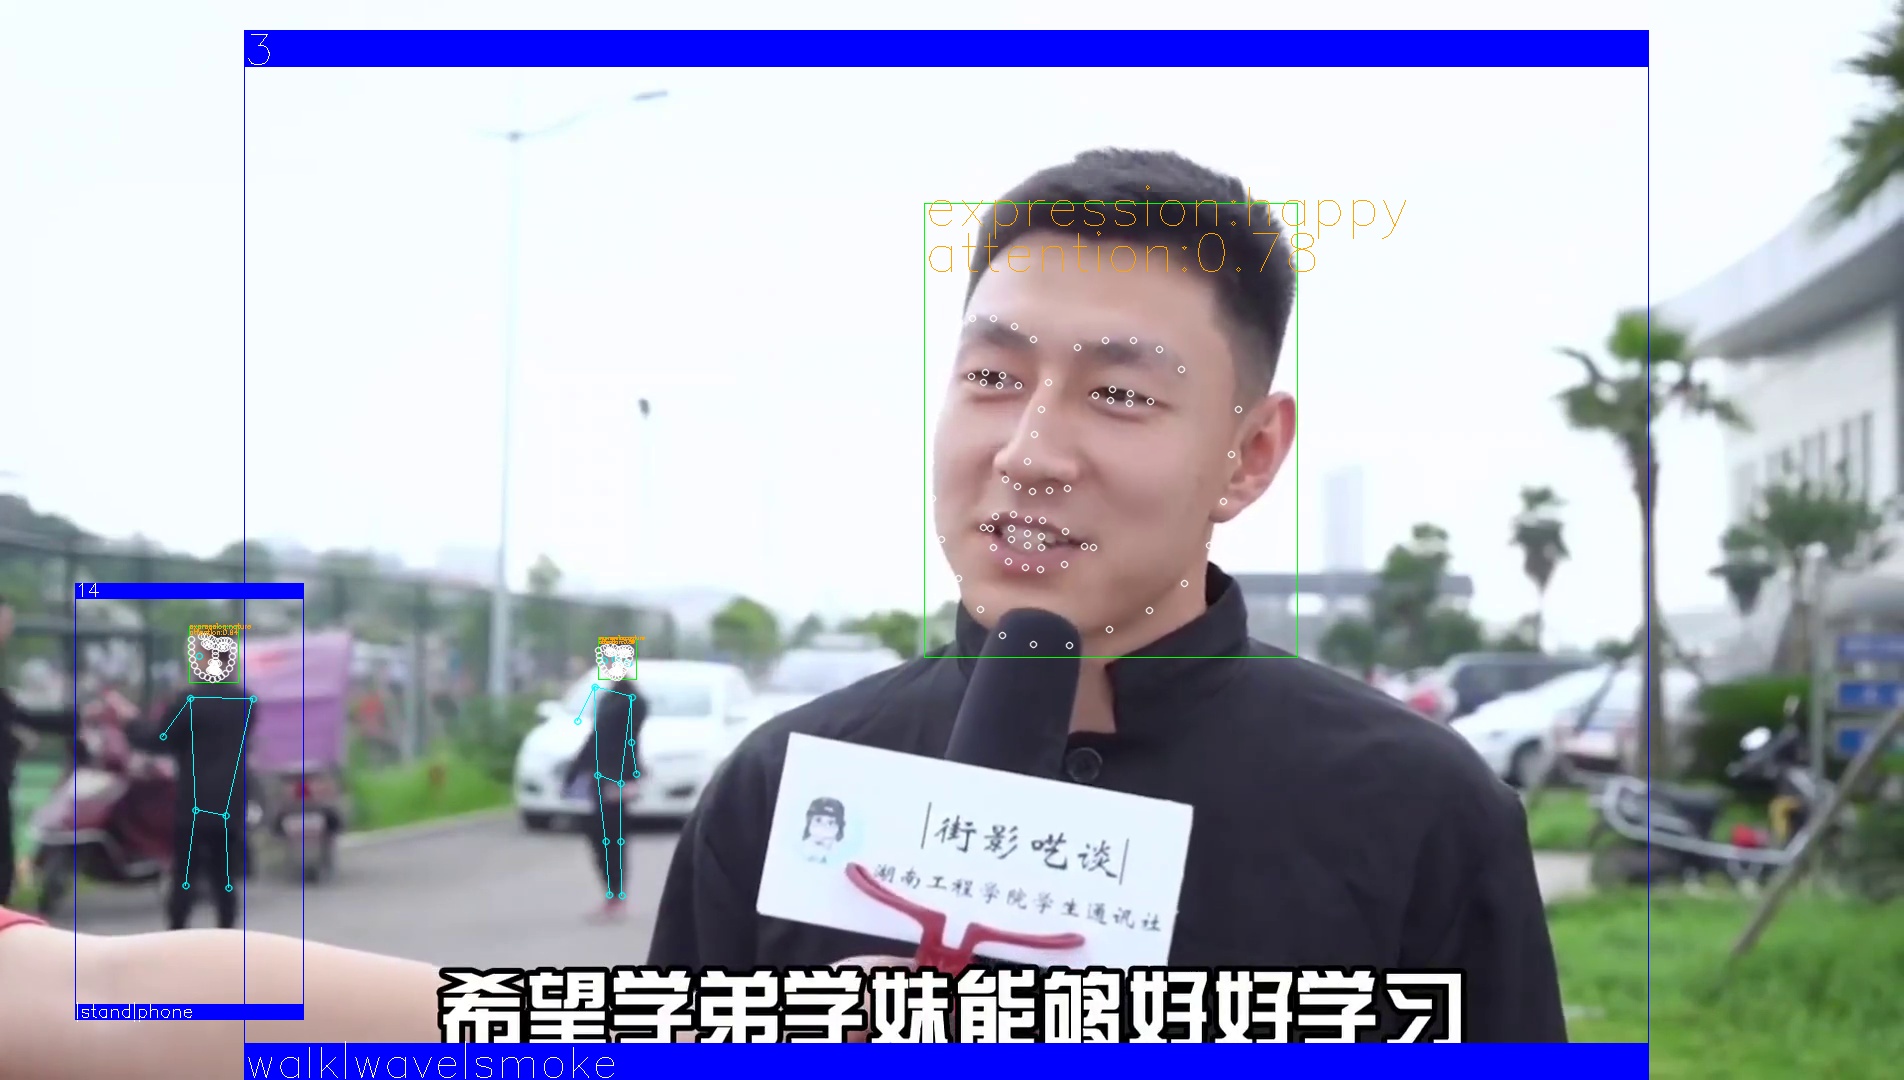 3
expression:happy
attention:0.78
14
expression:nature
|街影呓谈|
湖南工程学院学生通讯社
希望学弟学妹能够好好学习
|stand|phone
walk|wave|smoke